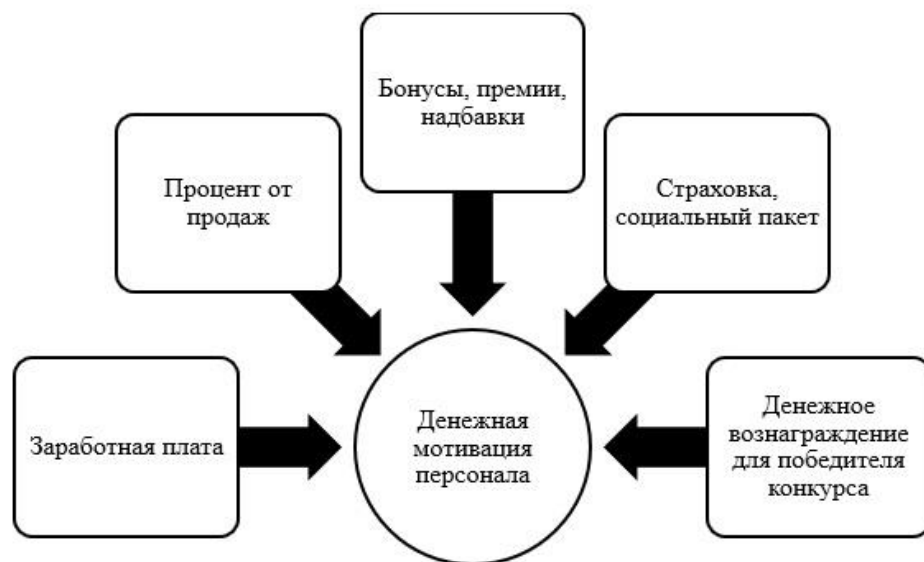 Бонусы, премии,
надбавки
Процент от
продаж
Страховка,
социальный пакет
Заработная плата
Денежная
мотивация
персонала
Денежное
вознаграждение
для победителя
конкурса